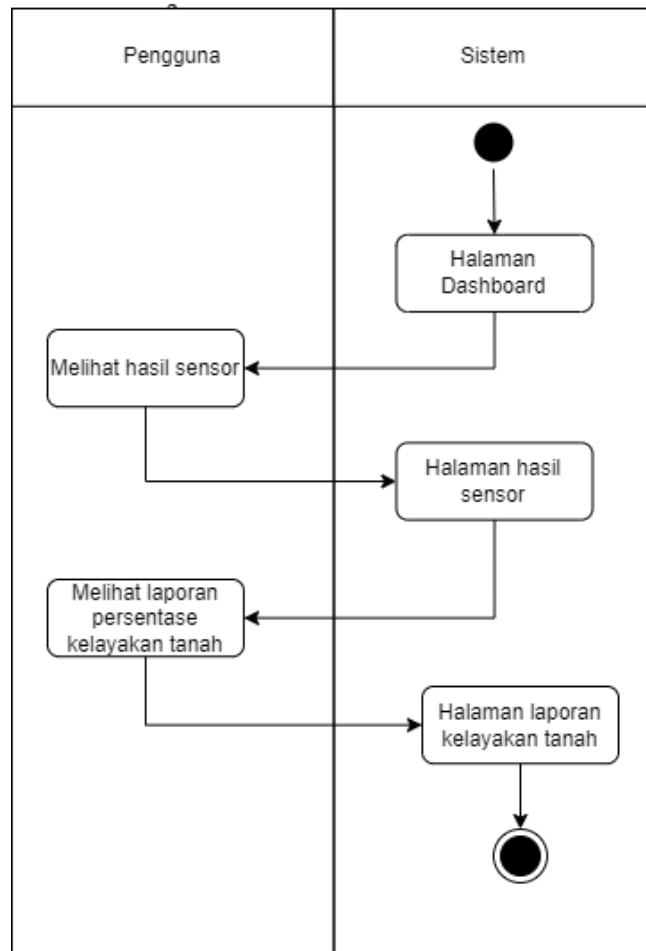 Pengguna
Sistem
Halaman
Dashboard
Melihat hasil sensor
Halaman hasil
sensor
Melihat laporan
persentase
kelayakan tanah
Halaman laporan
kelayakan tanah